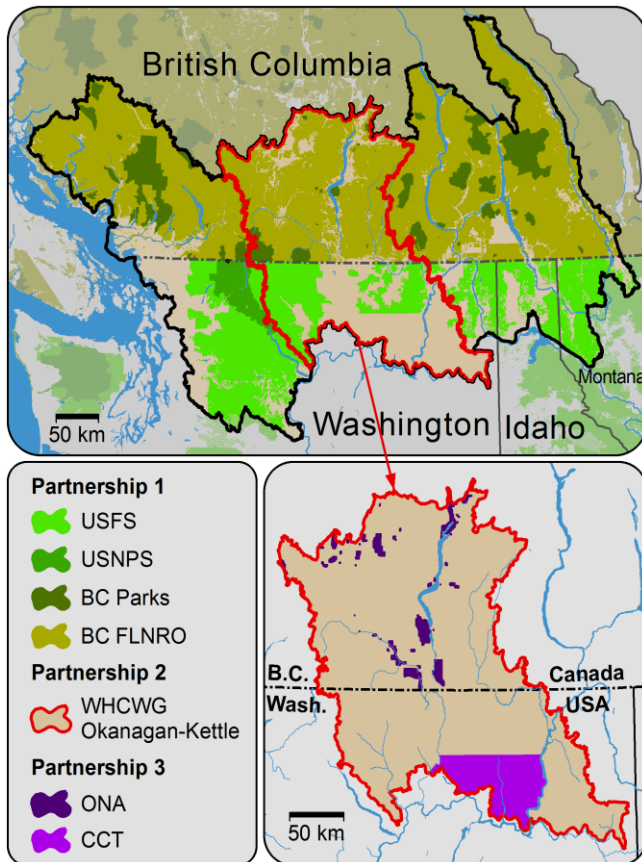 British Columbia
Montana
50 km
Washington
Idaho
Partnership 1
USFS
USNPS
BC Parks
BC FLNRO
Partnership 2
WHCWG
Okanagan-Kettle
Partnership 3
ONA
CCT
B.C.
Canada
Wash.
USA
50 km